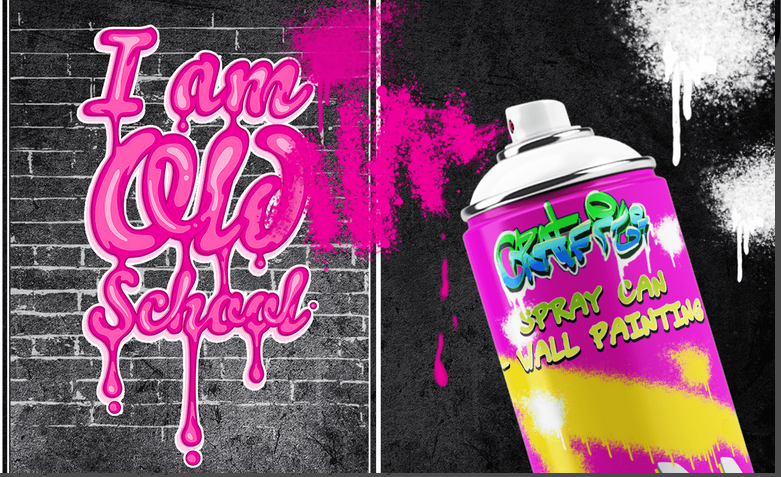 I am
Old
School.
GRAFFITI
SPRAY CAN
WALL PAINTING